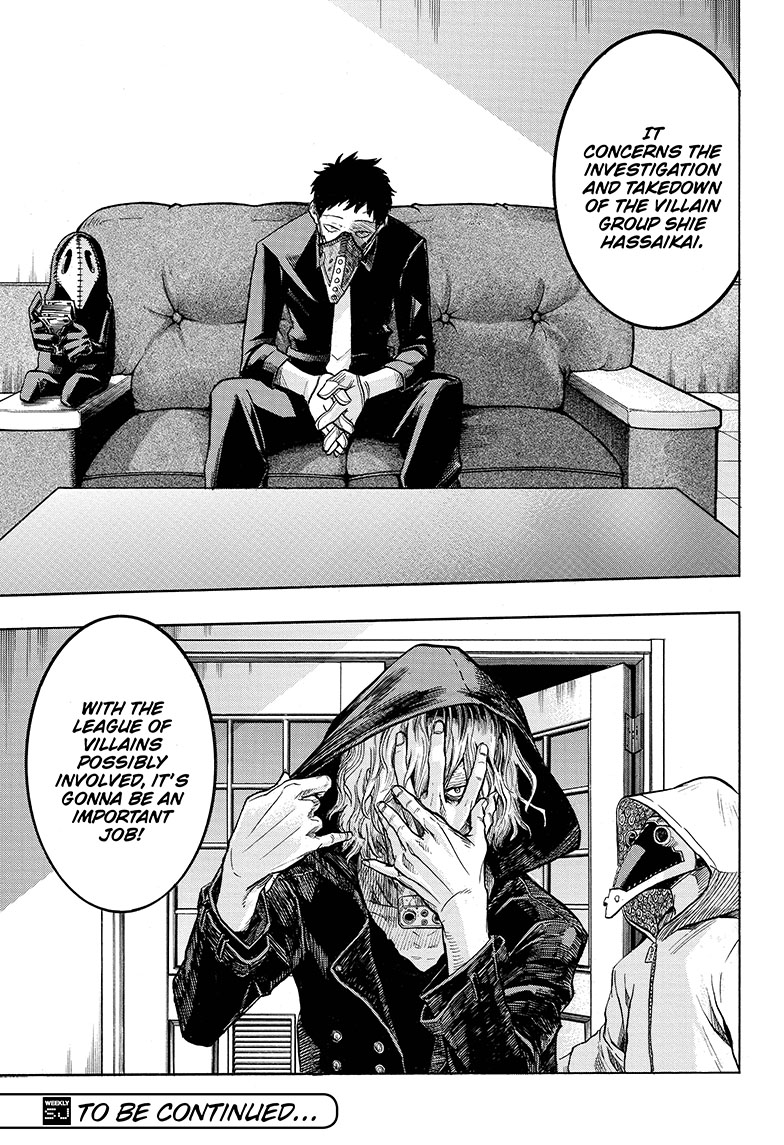 IT
CONCERNS THE
INVESTIGATION
AND TAKEDOWN
OF THE VILLAIN
GROUP SHIE
HASSAIKAI.
WITH THE
LEAGUE OF
VILLAINS
POSSIBLY
INVOLVED, IT'S
GONNA BE AN
IMPORTANT
JOB!
WEEKLY
SJ TO BE CONTINUED...